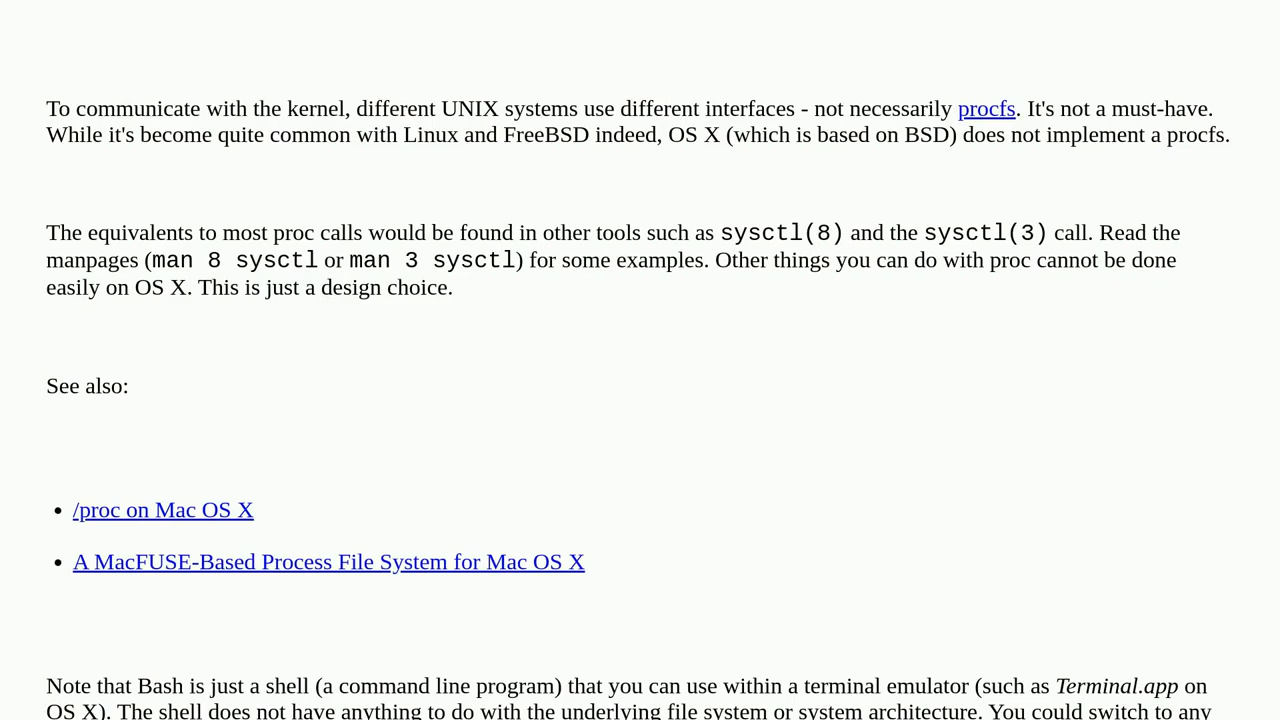 To communicate with the kernel, different UNIX systems use different interfaces - not necessarily procfs. It's not a must-have.
While it's become quite common with Linux and FreeBSD indeed, OS X (which is based on BSD) does not implement a procfs.
The equivalents to most proc calls would be found in other tools such as sysctl(8) and the sysctl(3) call. Read the
manpages (man 8 sysctl or man 3 sysctl) for some examples. Other things you can do with proc cannot be done
easily on OS X. This is just a design choice.
See also:
• /proc on Mac OS X
• A MacFUSE-Based Process File System for Mac OS X
Note that Bash is just a shell (a command line program) that you can use within a terminal emulator (such as Terminal.app on
OS X). The shell does not have anything to do with the underlying file system or system architecture. You could switch to any